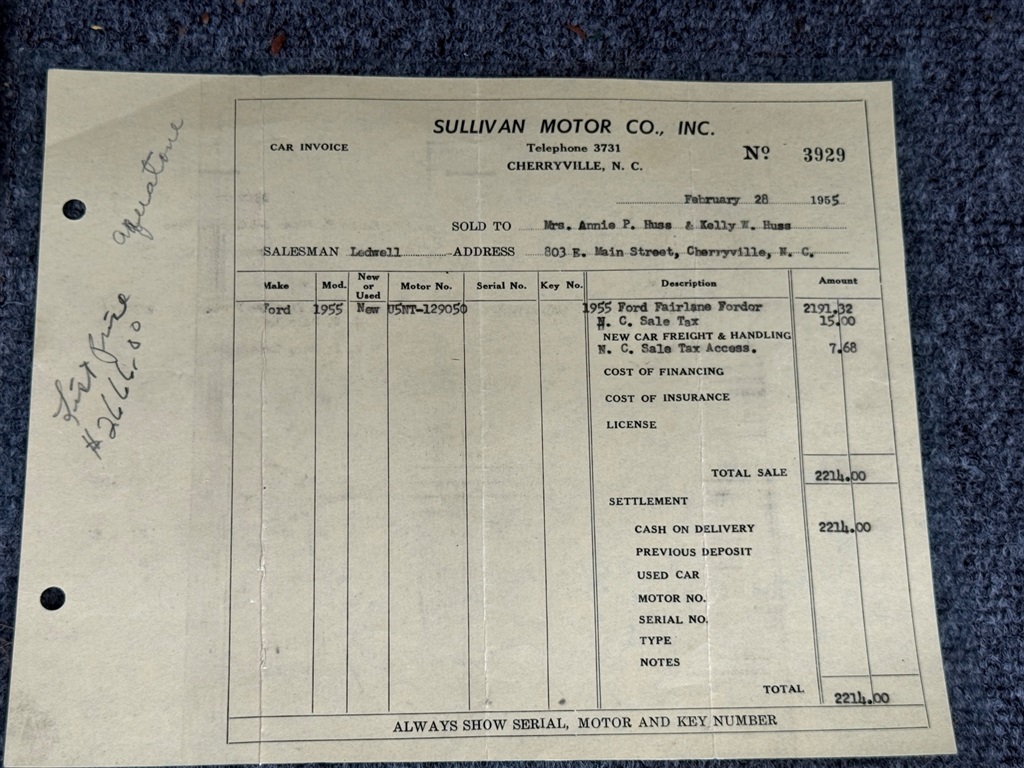 SULLIVAN MOTOR CO., INC.
CAR INVOICE
Telephone 3731
Nº 3929
CHERRYVILLE, N. C.
February 28 1955
SOLD TO Mrs. Annie P. Huss & Kelly W. Huss
SALESMAN Ledwell ADDRESS 803 E. Main Street, Cherryville, N. C.
Make Mod. New or Used Motor No. Serial No. Key No. Description Amount
Ford 1955 New U5NT-129050 1955 Ford Fairlane Fordor 2191.32
N. C. Sale Tax 15.00
NEW CAR FREIGHT & HANDLING
N. C. Sale Tax Access. 7.68
COST OF FINANCING
COST OF INSURANCE
LICENSE
TOTAL SALE 2214.00
SETTLEMENT
CASH ON DELIVERY 2214.00
PREVIOUS DEPOSIT
USED CAR
MOTOR NO.
SERIAL NO.
TYPE
NOTES
TOTAL 2214.00
ALWAYS SHOW SERIAL, MOTOR AND KEY NUMBER
List Price
#2666.00